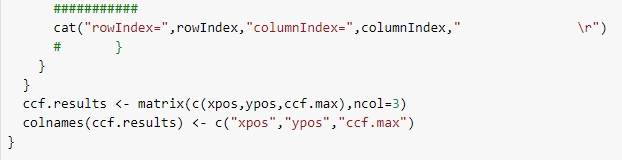 ###########
cat("rowIndex=",rowIndex,"columnIndex=",columnIndex,"               \r")
#       }
}
}
ccf.results <- matrix(c(xpos,ypos,ccf.max),ncol=3)
colnames(ccf.results) <- c("xpos","ypos","ccf.max")
}